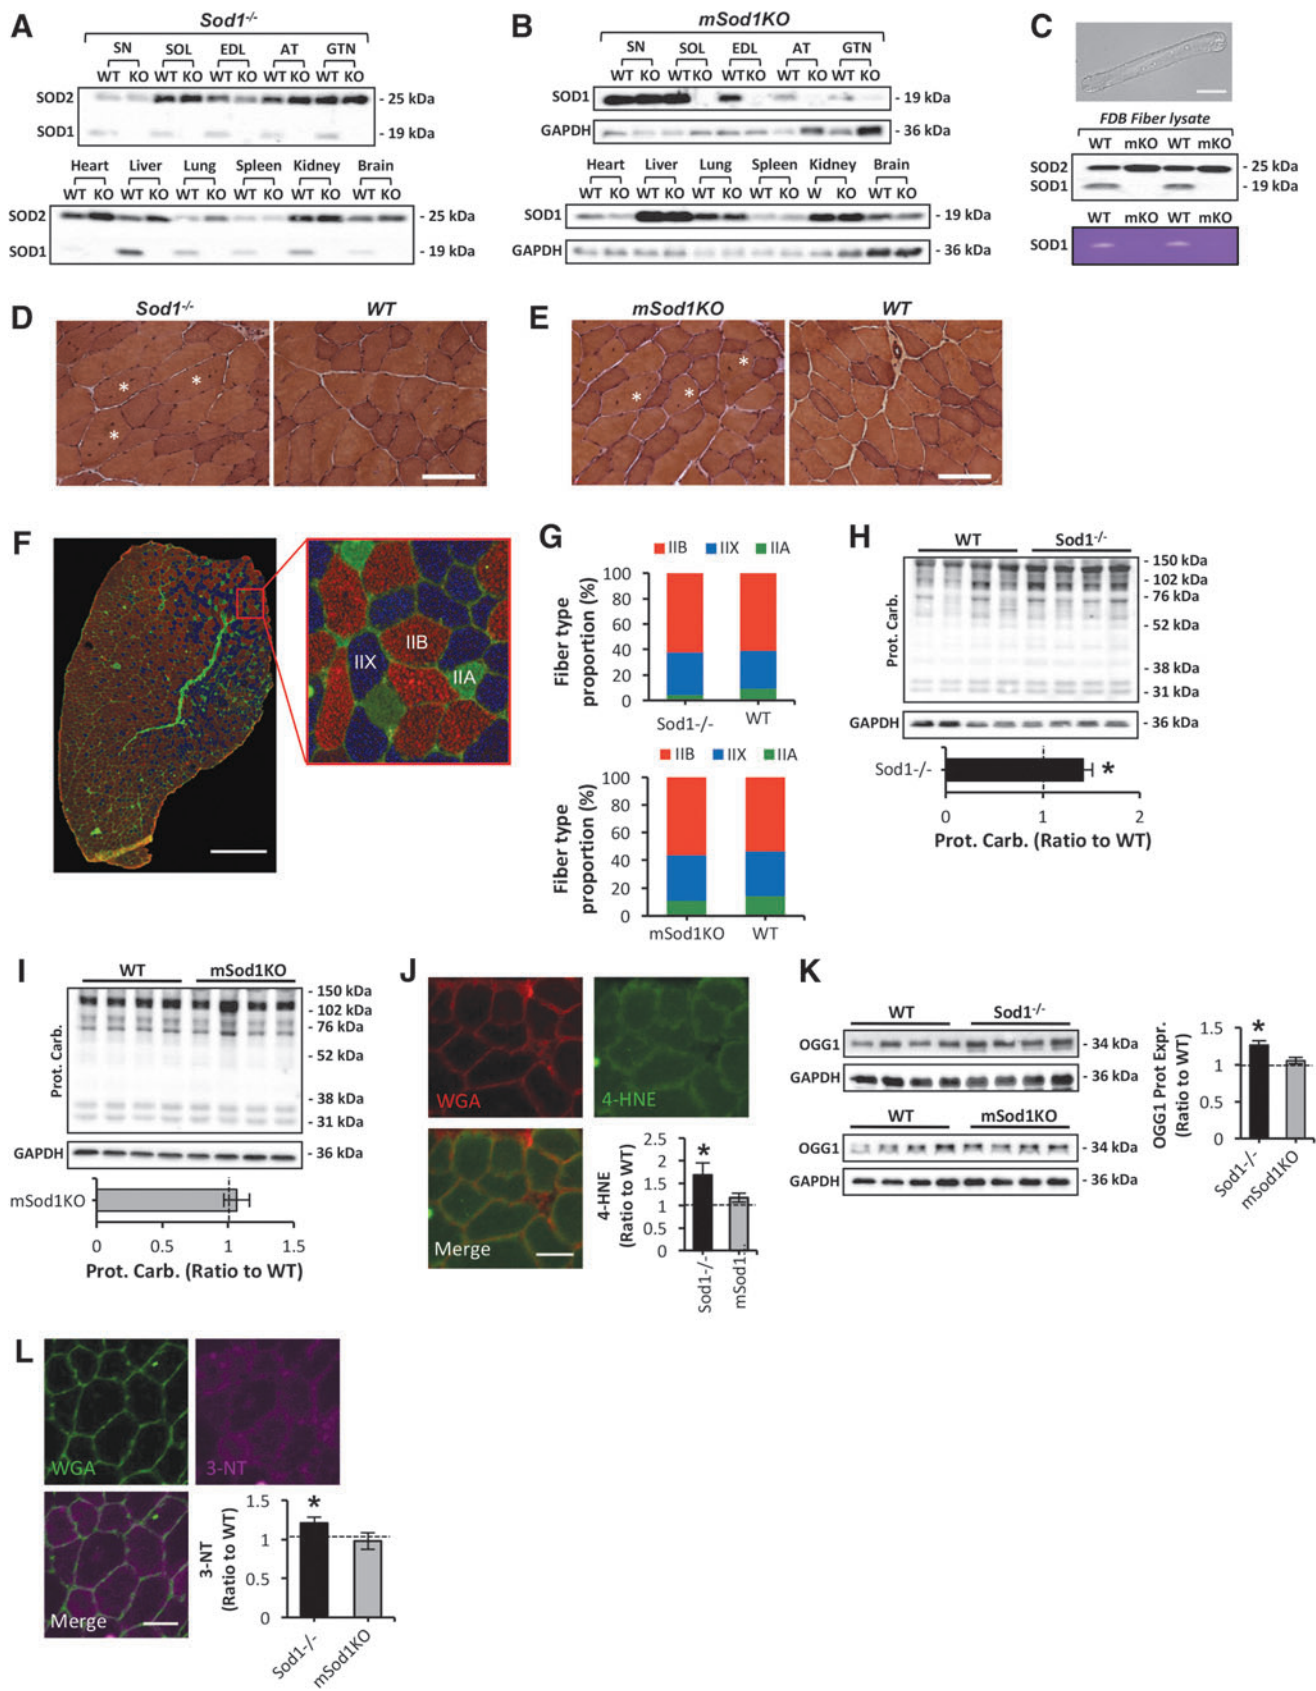 A
Sod1-/-
SN SOL EDL AT GTN
WT KO WT KO WT KO WT KO WT KO
SOD2 - 25 kDa
SOD1 - 19 kDa
Heart Liver Lung Spleen Kidney Brain
WT KO WT KO WT KO WT KO WT KO WT KO
SOD2 - 25 kDa
SOD1 - 19 kDa
B
mSod1KO
SN SOL EDL AT GTN
WT KO WT KO WT KO WT KO WT KO
SOD1 - 19 kDa
GAPDH - 36 kDa
Heart Liver Lung Spleen Kidney Brain
WT KO WT KO WT KO WT KO W KO WT KO
SOD1 - 19 kDa
GAPDH - 36 kDa
C
FDB Fiber lysate
WT mKO WT mKO
SOD2 - 25 kDa
SOD1 - 19 kDa
WT mKO WT mKO
SOD1
D
Sod1-/- WT
* * *
E
mSod1KO WT
* * *
F
IIB
IIX
IIA
G
IIB IIX IIA
Fiber type proportion (%)
100
80
60
40
20
0
Sod1-/- WT
IIB IIX IIA
Fiber type proportion (%)
100
80
60
40
20
0
mSod1KO WT
H
WT Sod1-/-
Prot. Carb.
- 150 kDa
- 102 kDa
- 76 kDa
- 52 kDa
- 38 kDa
- 31 kDa
GAPDH - 36 kDa
Sod1-/- *
0 1 2
Prot. Carb. (Ratio to WT)
I
WT mSod1KO
Prot. Carb.
- 150 kDa
- 102 kDa
- 76 kDa
- 52 kDa
- 38 kDa
- 31 kDa
GAPDH - 36 kDa
mSod1KO
0 0.5 1 1.5
Prot. Carb. (Ratio to WT)
J
WGA
4-HNE
Merge
4-HNE (Ratio to WT)
2.5
2
1.5
1
0.5
0
*
Sod1-/- mSod1
K
WT Sod1-/-
OGG1 - 34 kDa
GAPDH - 36 kDa
WT mSod1KO
OGG1 - 34 kDa
GAPDH - 36 kDa
OGG1 Prot Expr. (Ratio to WT)
1.5
1
0.5
0
*
Sod1-/- mSod1KO
L
WGA
3-NT
Merge
3-NT (Ratio to WT)
1.5
1
0.5
0
*
Sod1-/- mSod1KO